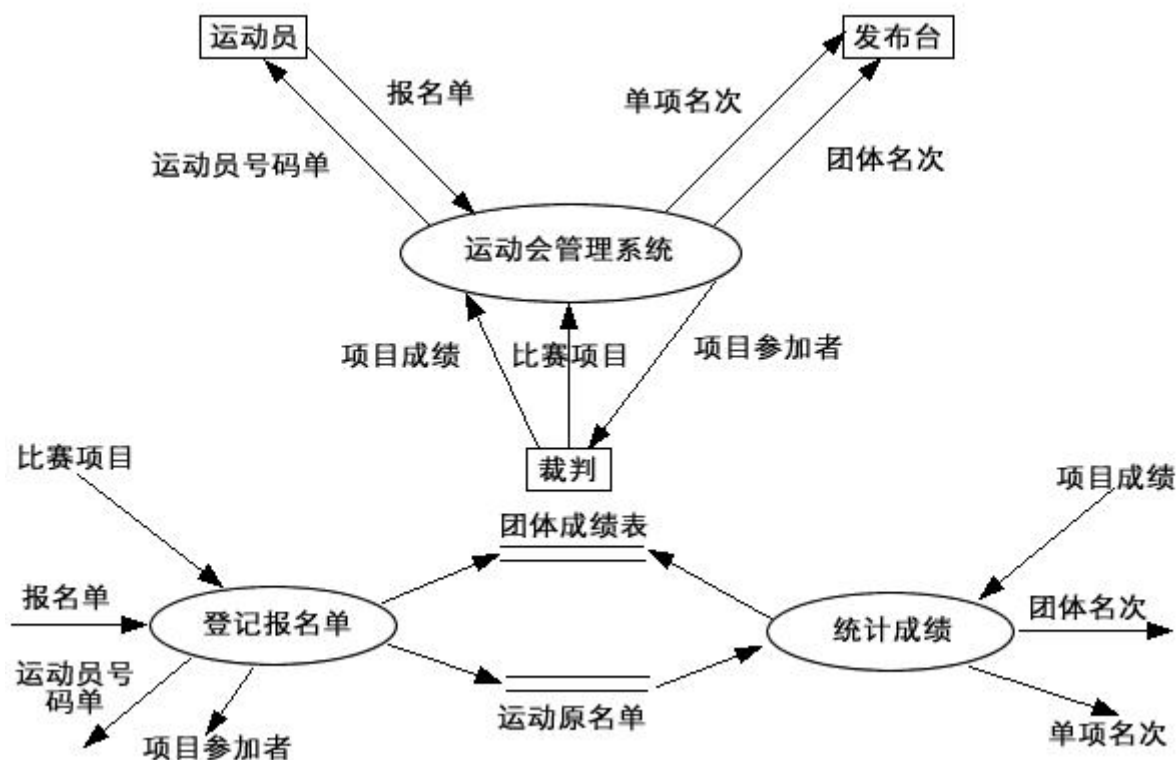 运动员
发布台
报名单
单项名次
运动员号码单
团体名次
运动会管理系统
项目成绩
比赛项目
项目参加者
裁判
比赛项目
项目成绩
团体成绩表
报名单
登记报名单
统计成绩
团体名次
运动员号
码单
运动原名单
项目参加者
单项名次